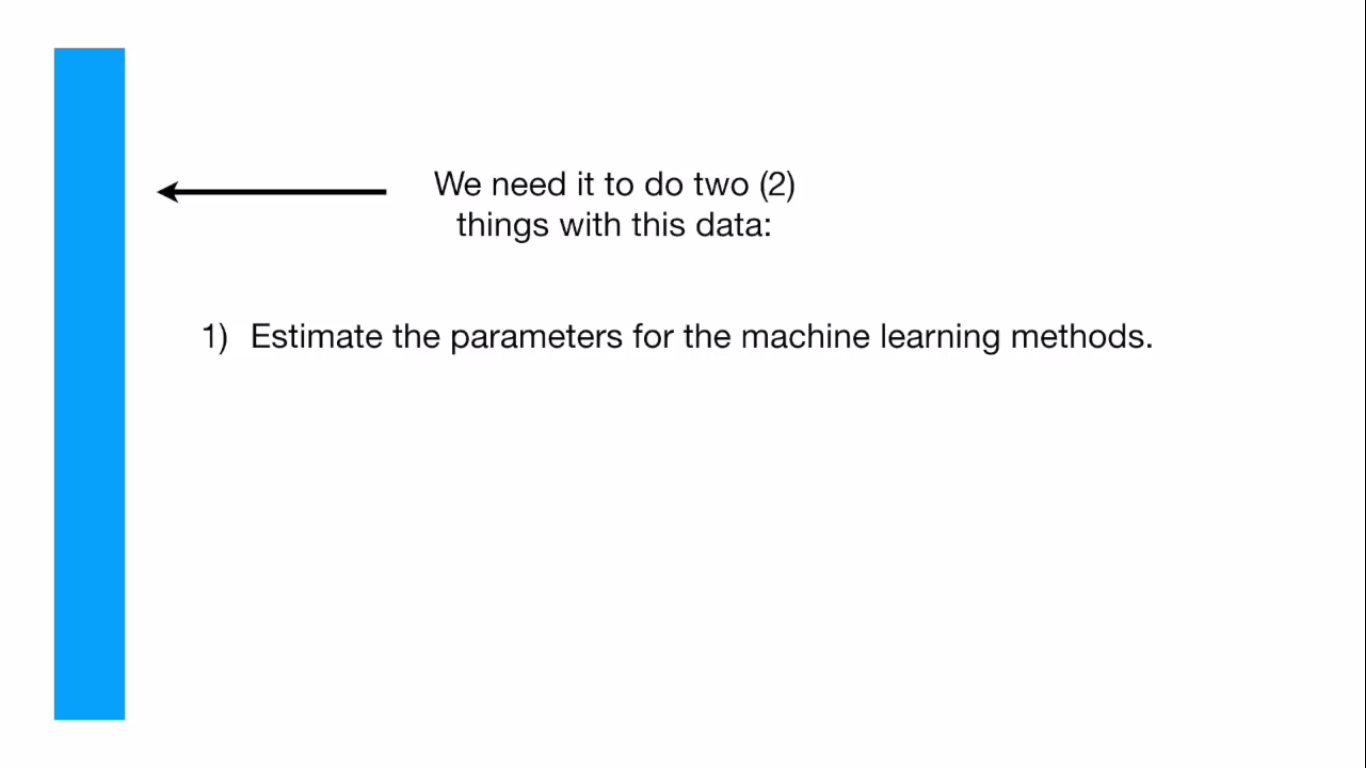 We need it to do two (2)
things with this data:
1) Estimate the parameters for the machine learning methods.